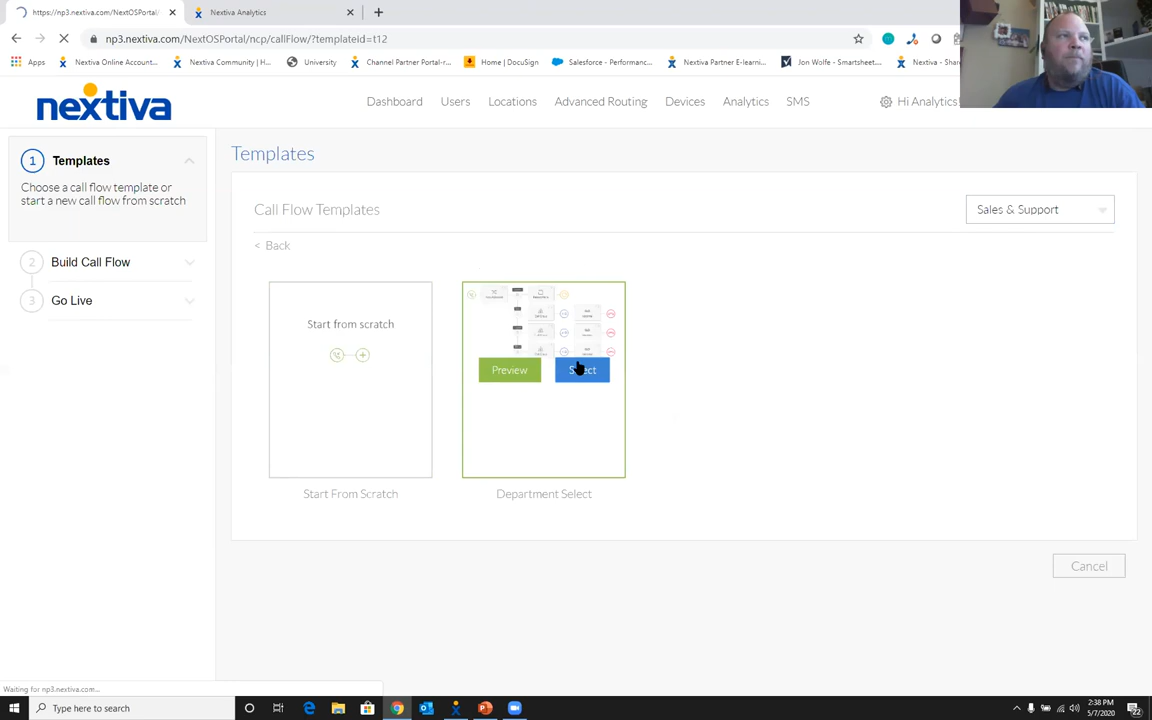 https://np3.nextiva.com/NextOSPortal/
Nextiva Analytics
np3.nextiva.com/NextOSPortal/ncp/callFlow/?templateid=t12
Apps
Nextiva Online Account...
Nextiva Community | H...
University
Channel Partner Portal-r...
Home | DocuSign
Salesforce - Performanc...
Nextiva Partner E-learni...
Jon Wolfe - Smartsheet...
Nextiva - Shar
nextiva
Dashboard
Users
Locations
Advanced Routing
Devices
Analytics
SMS
Hi Analytics!
1 Templates
Choose a call flow template or
start a new call flow from scratch
2 Build Call Flow
3 Go Live
Templates
Call Flow Templates
Sales & Support
< Back
Start from scratch
Preview
Select
Start From Scratch
Department Select
Cancel
Waiting for np3.nextiva.com...
Type here to search
2:38 PM
5/7/2020
22